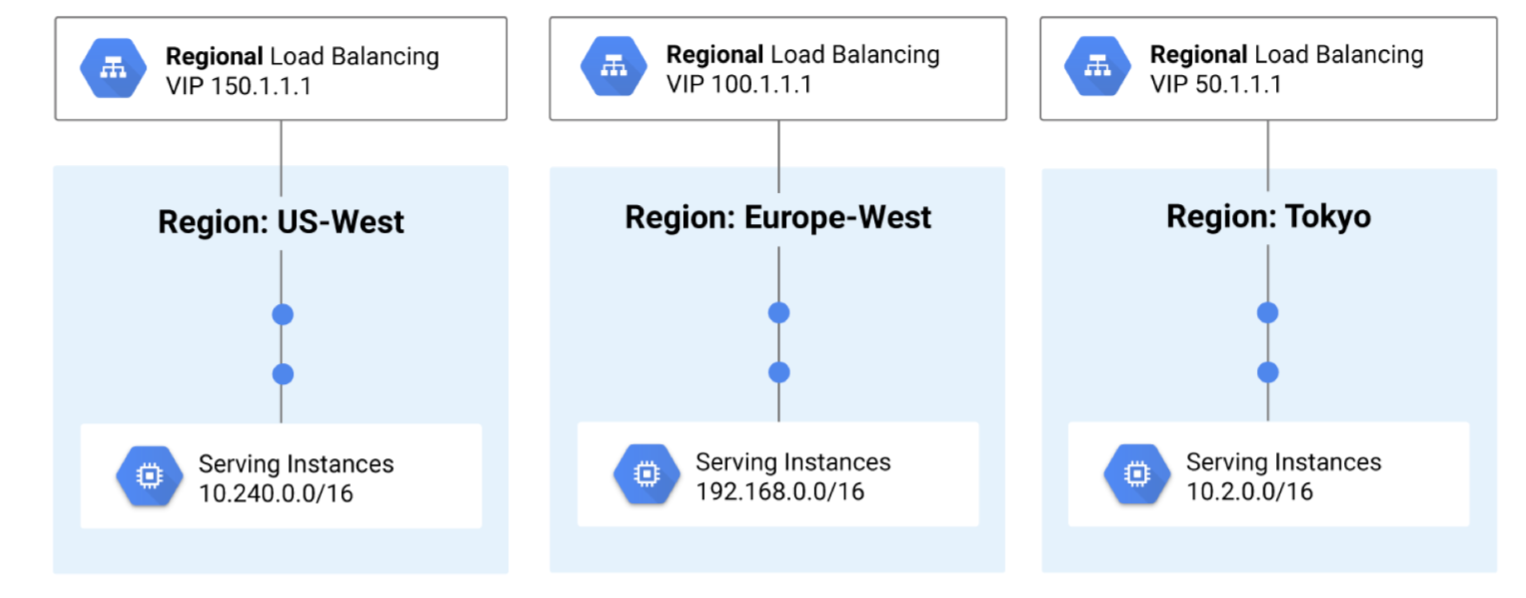 Regional Load Balancing
VIP 150.1.1.1
Region: US-West
Serving Instances
10.240.0.0/16
Regional Load Balancing
VIP 100.1.1.1
Region: Europe-West
Serving Instances
192.168.0.0/16
Regional Load Balancing
VIP 50.1.1.1
Region: Tokyo
Serving Instances
10.2.0.0/16